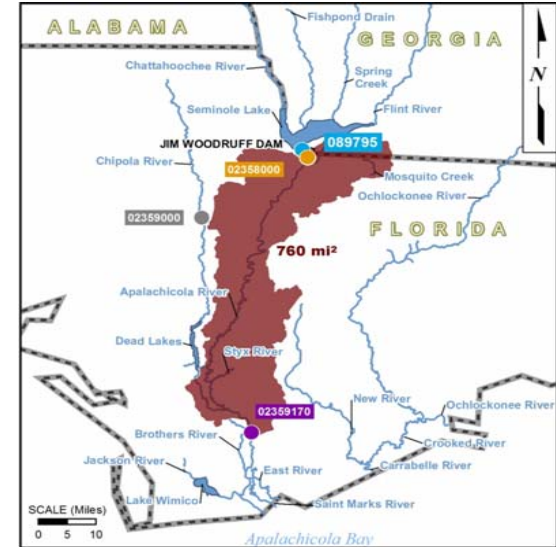 ALABAMA
Fishpond Drain
GEORGIA
Chattahoochee River
Spring
Creek
N
Seminole Lake
Flint River
JIM WOODRUFF DAM
089795
Chipola River
02358000
Mosquito Creek
Ochlockonee River
02359000
FLORIDA
760 mi²
Apalachicola River
Dead Lakes
Styx River
02359170
New River
Ochlockonee River
Brothers River
Crooked River
Jackson River
East River
Carrabelle River
Lake Wimico
Saint Marks River
SCALE (Miles)
0 5 10
Apalachicola Bay